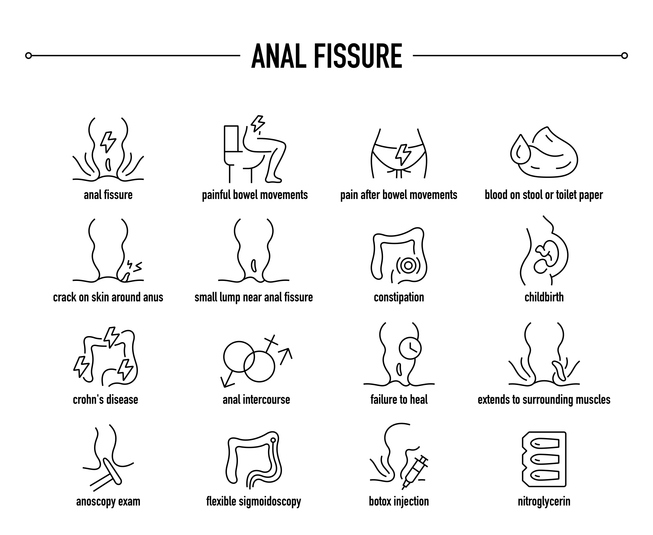 ANAL FISSURE
anal fissure
painful bowel movements
pain after bowel movements
blood on stool or toilet paper
crack on skin around anus
small lump near anal fissure
constipation
childbirth
crohn's disease
anal intercourse
failure to heal
extends to surrounding muscles
anoscopy exam
flexible sigmoidoscopy
botox injection
nitroglycerin